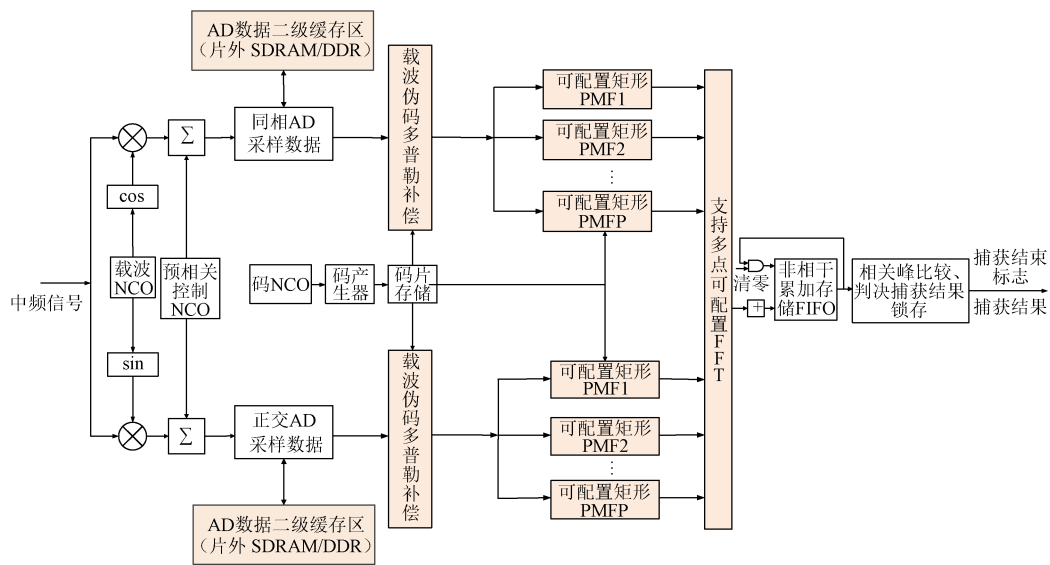 AD数据二级缓存区
（片外 SDRAM/DDR）
载波伪码多普勒补偿
可配置矩形
PMF1
可配置矩形
PMF2
⋮
可配置矩形
PMFP
同相AD
采样数据
Σ
cos
载波
NCO
预相关
控制
NCO
中频信号
sin
码NCO
码产
生器
码片
存储
支持多点可配置FFT
清零
+
非相干
累加存
储FIFO
相关峰比较、
判决捕获结果
锁存
捕获结束
标志
捕获结果
Σ
正交AD
采样数据
载波伪码多普勒补偿
可配置矩形
PMF1
可配置矩形
PMF2
⋮
可配置矩形
PMFP
AD数据二级缓存区
（片外 SDRAM/DDR）